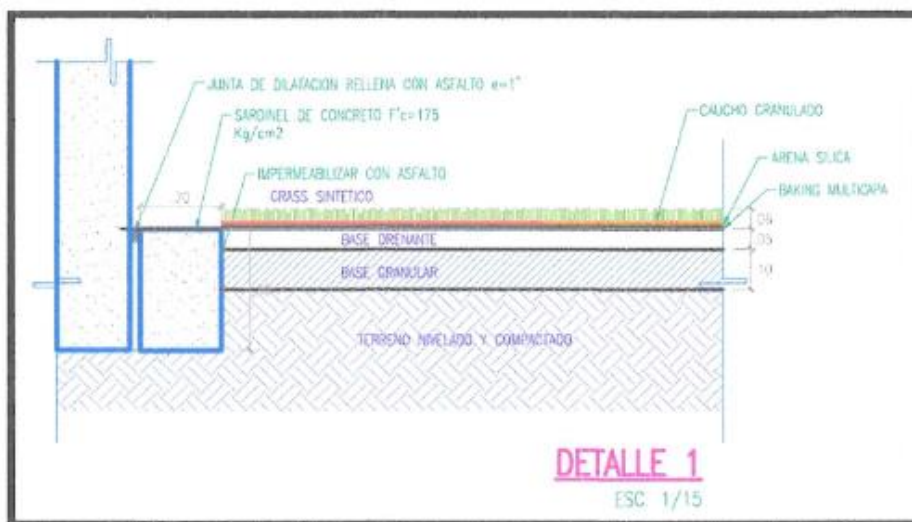 JUNTA DE DILATACION RELLENA CON ASFALTO e=1"
SARDINEL DE CONCRETO F'c=175
Kg/cm2
CAUCHO GRANULADO
ARENA SILICA
IMPERMEABILIZAR CON ASFALTO
BAKING MULTICAPA
GRASS SINTETICO
BASE DRENANTE
.05
BASE GRANULAR
.10
TERRENO NIVELADO Y COMPACTADO
DETALLE 1
ESC 1/15